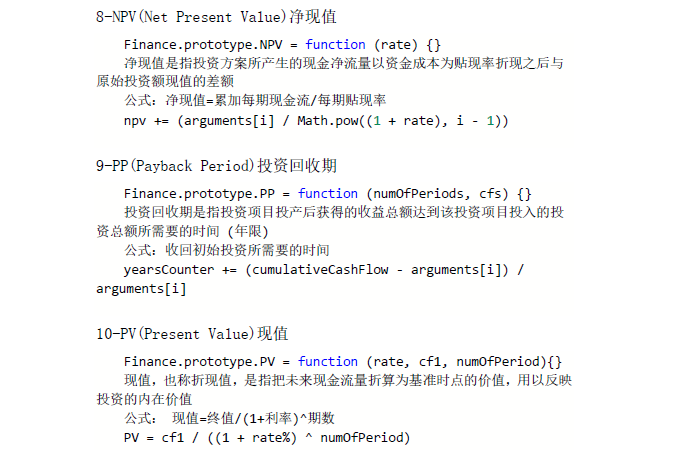 8-NPV(Net Present Value)净现值
Finance.prototype.NPV = function (rate) {}
净现值是指投资方案所产生的现金净流量以资金成本为贴现率折现之后与
原始投资额现值的差额
公式：净现值=累加每期现金流/每期贴现率
npv += (arguments[i] / Math.pow((1 + rate), i - 1))
9-PP(Payback Period)投资回收期
Finance.prototype.PP = function (numOfPeriods, cfs) {}
投资回收期是指投资项目投产后获得的收益总额达到该投资项目投入的投
资总额所需要的时间 (年限)
公式：收回初始投资所需要的时间
yearsCounter += (cumulativeCashFlow - arguments[i]) /
arguments[i]
10-PV(Present Value)现值
Finance.prototype.PV = function (rate, cf1, numOfPeriod){}
现值，也称折现值，是指把未来现金流量折算为基准时点的价值，用以反映
投资的内在价值
公式： 现值=终值/(1+利率)^期数
PV = cf1 / ((1 + rate%) ^ numOfPeriod)